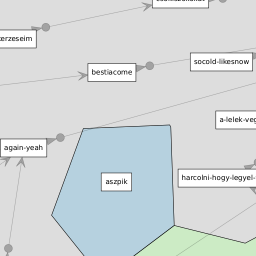 erzeseim
bestiacome
socold-likesnow
a-lelek-veg
again-yeah
aszpik
harcolni-hogy-legyel-